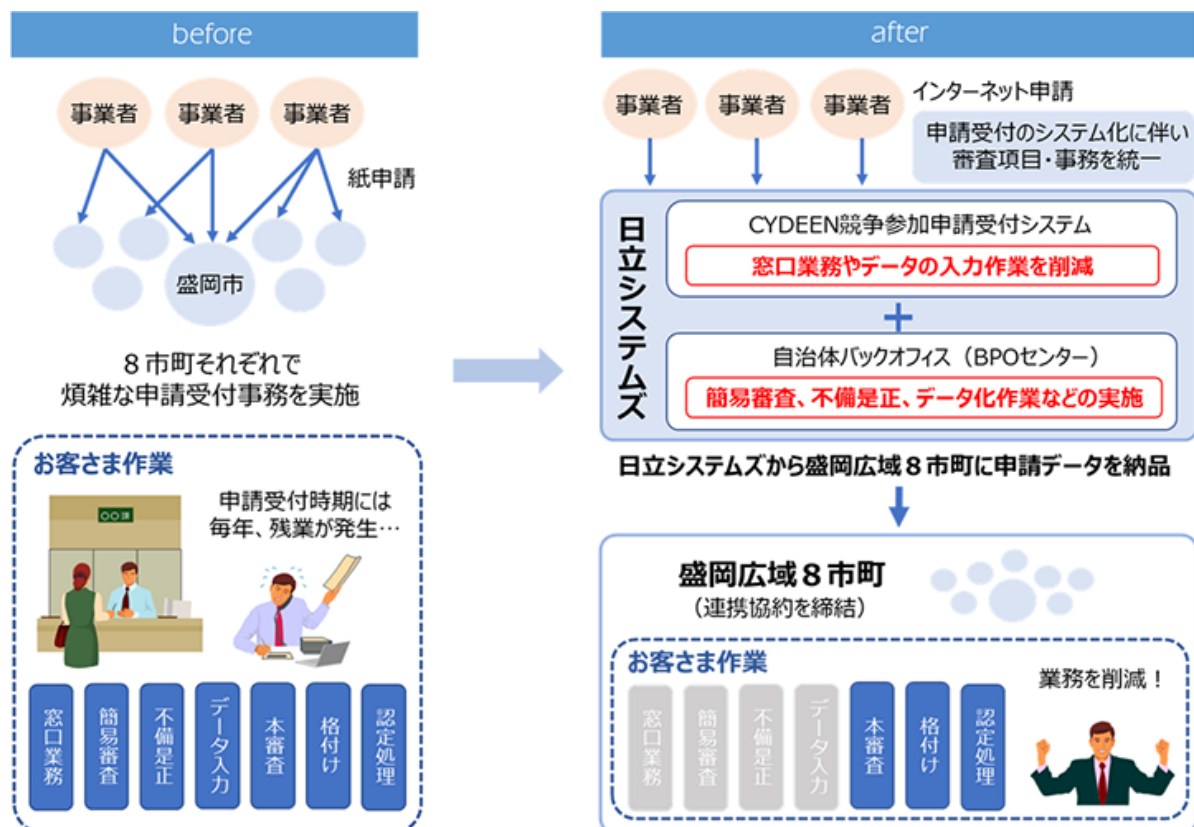 before
事業者
事業者
事業者
紙申請
盛岡市
8市町それぞれで
煩雑な申請受付事務を実施
お客さま作業
〇〇課
申請受付時期には
毎年、残業が発生…
窓口業務
簡易審査
不備是正
データ入力
本審査
格付け
認定処理
after
事業者
事業者
事業者
インターネット申請
申請受付のシステム化に伴い
審査項目・事務を統一
日立システムズ
CYDEEN競争参加申請受付システム
窓口業務やデータの入力作業を削減
+
自治体バックオフィス（BPOセンター）
簡易審査、不備是正、データ化作業などの実施
日立システムズから盛岡広域8市町に申請データを納品
盛岡広域8市町
（連携協約を締結）
お客さま作業
窓口業務
簡易審査
不備是正
データ入力
本審査
格付け
認定処理
業務を削減！